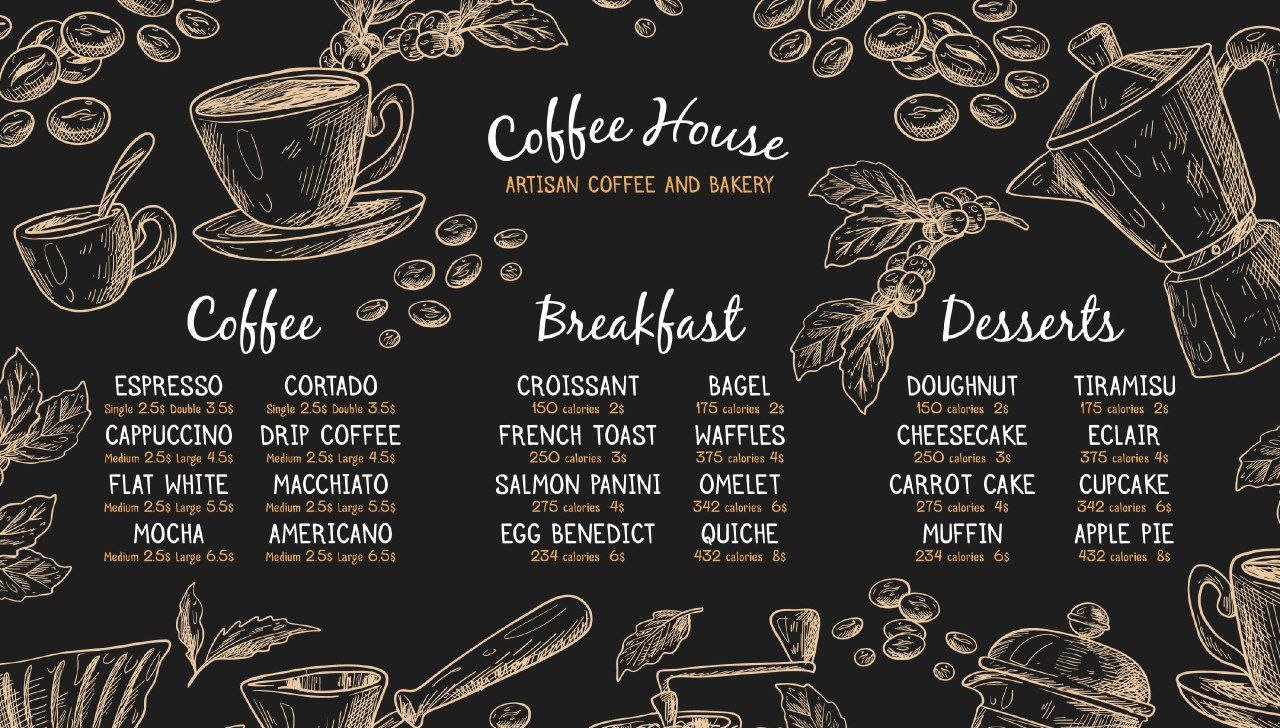 Coffee House
ARTISAN COFFEE AND BAKERY
Coffee
ESPRESSO
Single 2.5$ Double 3.5$
CAPPUCCINO
Medium 2.5$ Large 4.5$
FLAT WHITE
Medium 2.5$ Large 5.5$
MOCHA
Medium 2.5$ Large 6.5$
CORTADO
Single 2.5$ Double 3.5$
DRIP COFFEE
Medium 2.5$ Large 4.5$
MACCHIATO
Medium 2.5$ Large 5.5$
AMERICANO
Medium 2.5$ Large 6.5$
Breakfast
CROISSANT
150 calories 2$
FRENCH TOAST
250 calories 3$
SALMON PANINI
275 calories 4$
EGG BENEDICT
234 calories 6$
BAGEL
175 calories 2$
WAFFLES
375 calories 4$
OMELET
342 calories 6$
QUICHE
432 calories 8$
Desserts
DOUGHNUT
150 calories 2$
CHEESECAKE
250 calories 3$
CARROT CAKE
275 calories 4$
MUFFIN
234 calories 6$
TIRAMISU
175 calories 2$
ECLAIR
375 calories 4$
CUPCAKE
342 calories 6$
APPLE PIE
432 calories 8$